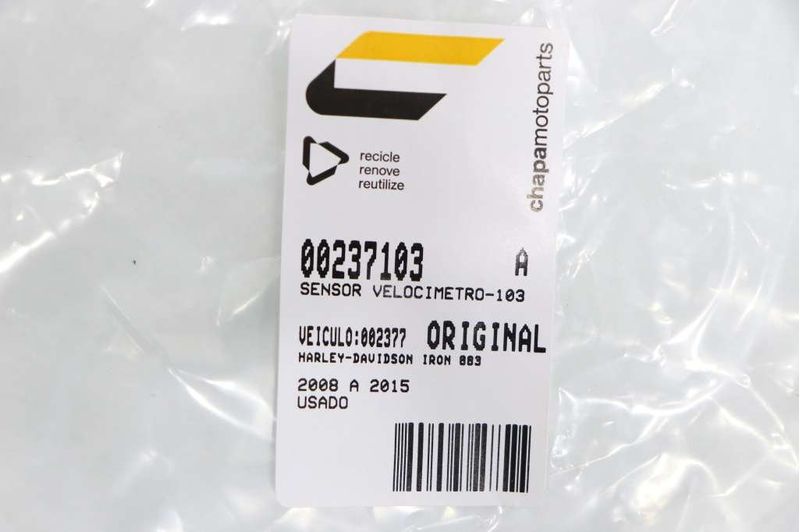 chapamotoparts
recicle
renove
reutilize
00237103 A
SENSOR VELOCIMETRO-103
VEICULO:002377 ORIGINAL
HARLEY-DAVIDSON IRON 883
2008 A 2015
USADO